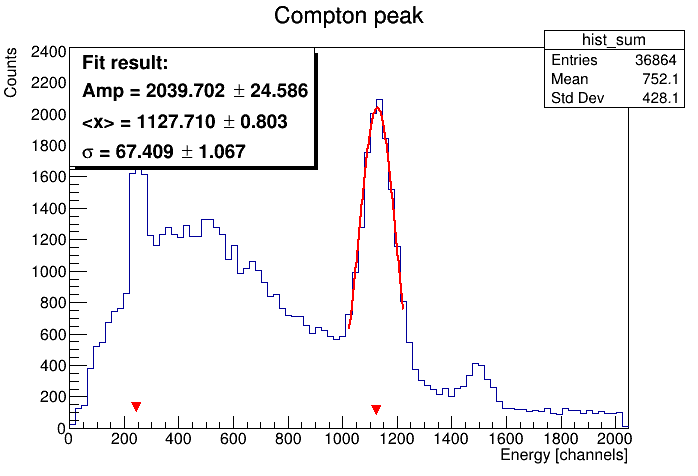 Compton peak
hist_sum
Entries 36864
Mean 752.1
Std Dev 428.1
Fit result:
Amp = 2039.702 ± 24.586
<x> = 1127.710 ± 0.803
σ = 67.409 ± 1.067
Counts
2400
2200
2000
1800
1600
1400
1200
1000
800
600
400
200
0
0 200 400 600 800 1000 1200 1400 1600 1800 2000
Energy [channels]